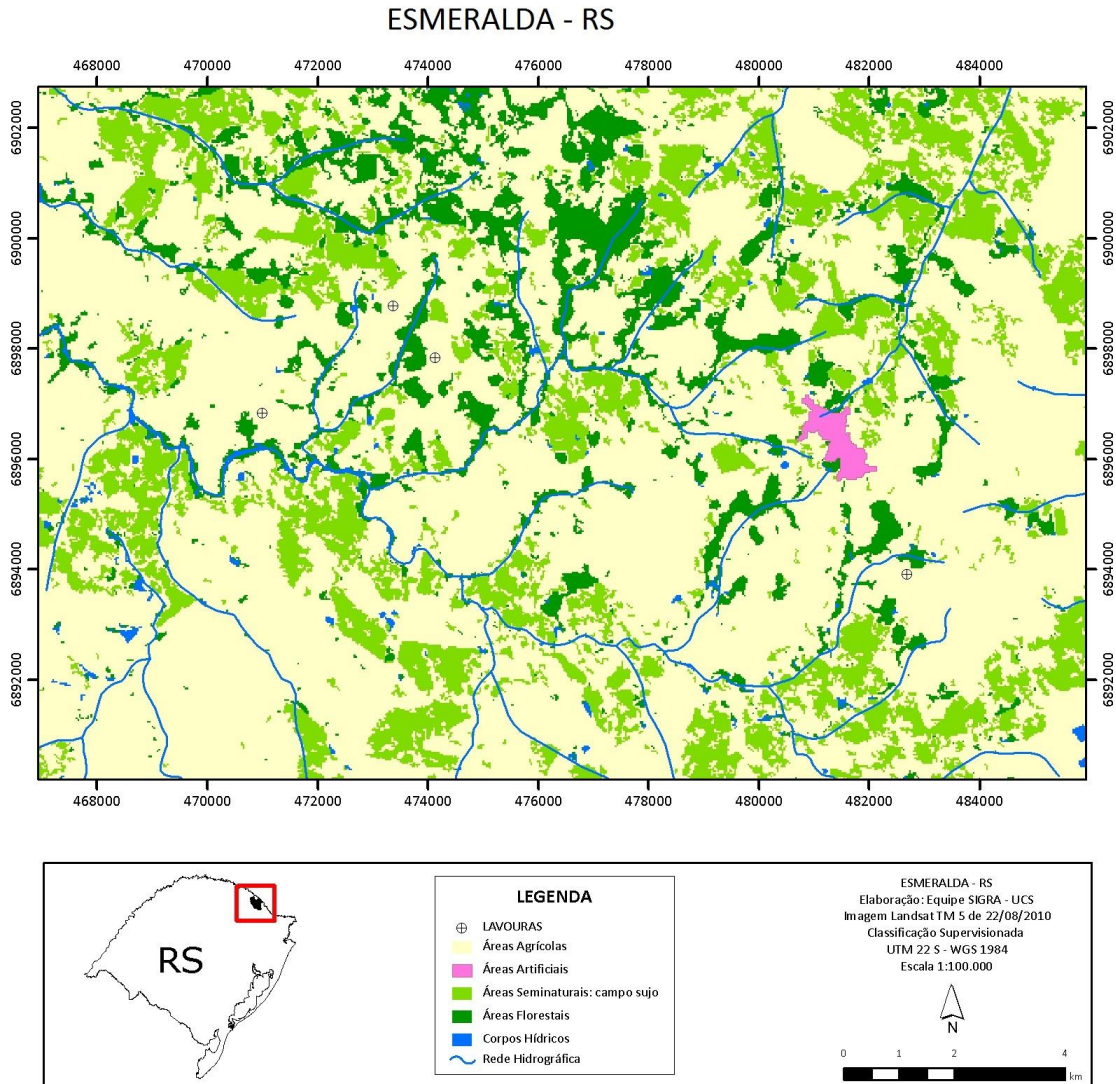 ESMERALDA - RS
468000 470000 472000 474000 476000 478000 480000 482000 484000
6902000 6902000
6900000 6900000
6898000 6898000
6896000 6896000
6894000 6894000
6892000 6892000
468000 470000 472000 474000 476000 478000 480000 482000 484000
RS
LEGENDA
LAVOURAS
Áreas Agrícolas
Áreas Artificiais
Áreas Seminaturais: campo sujo
Áreas Florestais
Corpos Hídricos
Rede Hidrográfica
ESMERALDA - RS
Elaboração: Equipe SIGRA - UCS
Imagem Landsat TM 5 de 22/08/2010
Classificação Supervisionada
UTM 22 S - WGS 1984
Escala 1:100.000
N
0 1 2 4
km